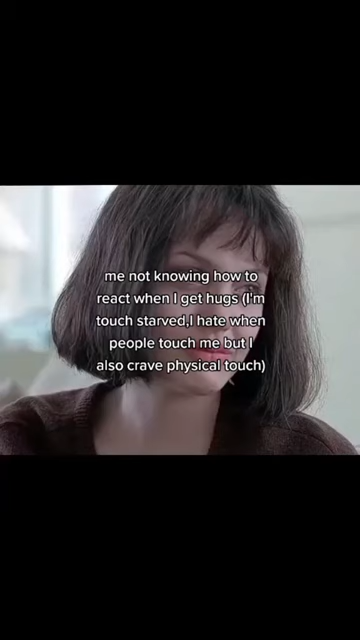 me not knowing how to
react when I get hugs (I'm
touch starved,I hate when
people touch me but I
also crave physical touch)